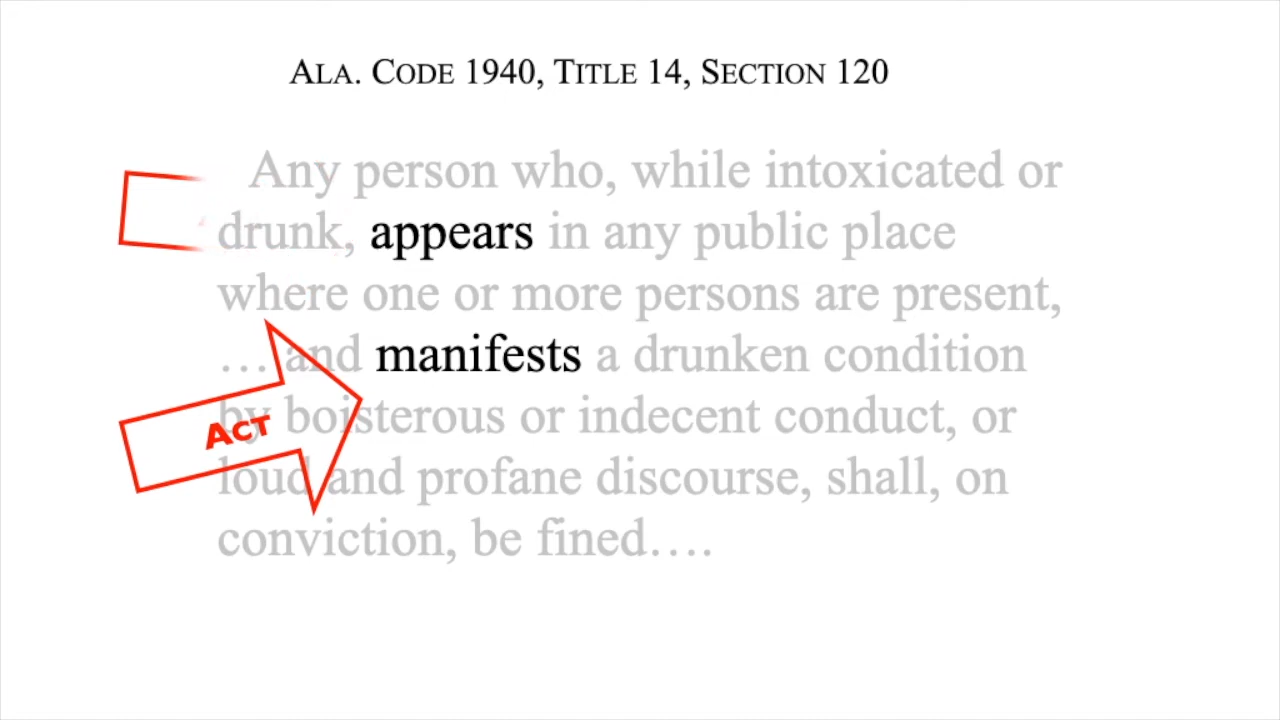 ALA. CODE 1940, TITLE 14, SECTION 120
Any person who, while intoxicated or
drunk, appears in any public place
where one or more persons are present,
… and manifests a drunken condition
by boisterous or indecent conduct, or
ACT
loud and profane discourse, shall, on
conviction, be fined….